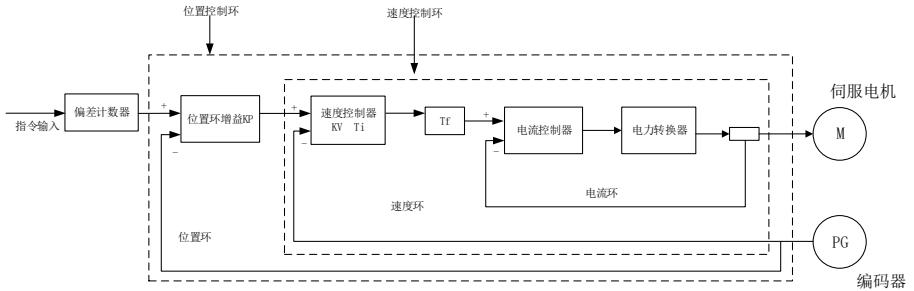 位置控制环
速度控制环
指令输入
偏差计数器
+
−
位置环增益KP
+
−
速度控制器
KV Ti
Tf
+
−
电流控制器
电力转换器
伺服电机
M
电流环
速度环
位置环
PG
编码器